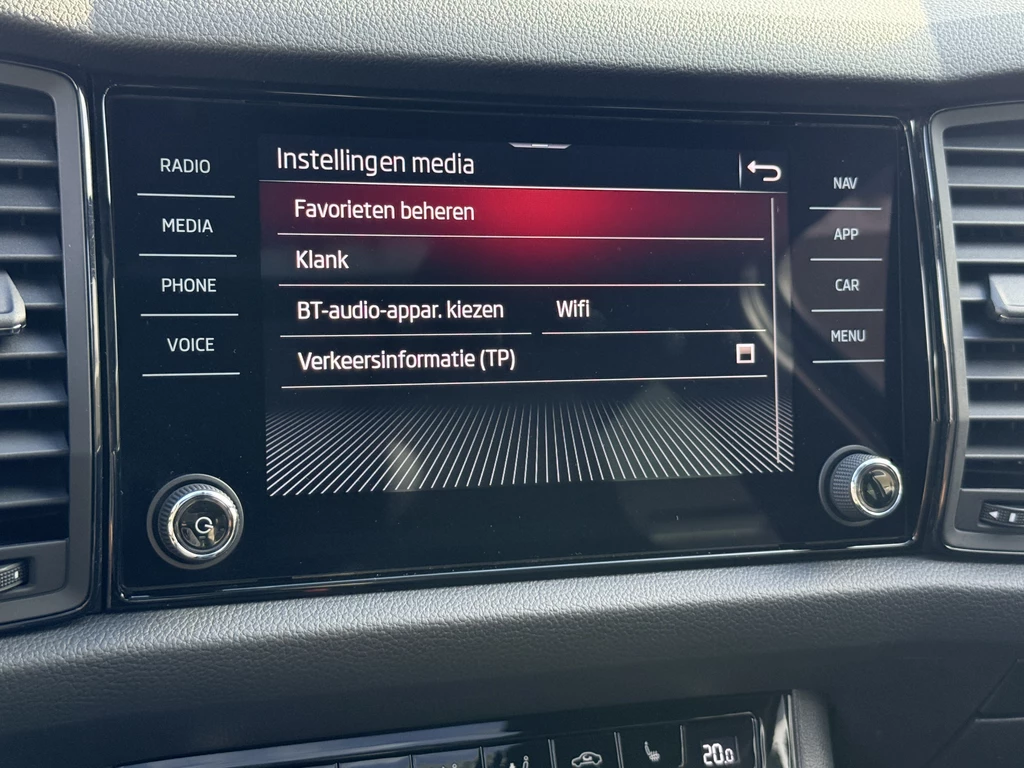 RADIO
MEDIA
PHONE
VOICE
Instellingen media
Favorieten beheren
Klank
BT-audio-appar. kiezen Wifi
Verkeersinformatie (TP)
NAV
APP
CAR
MENU
20.0